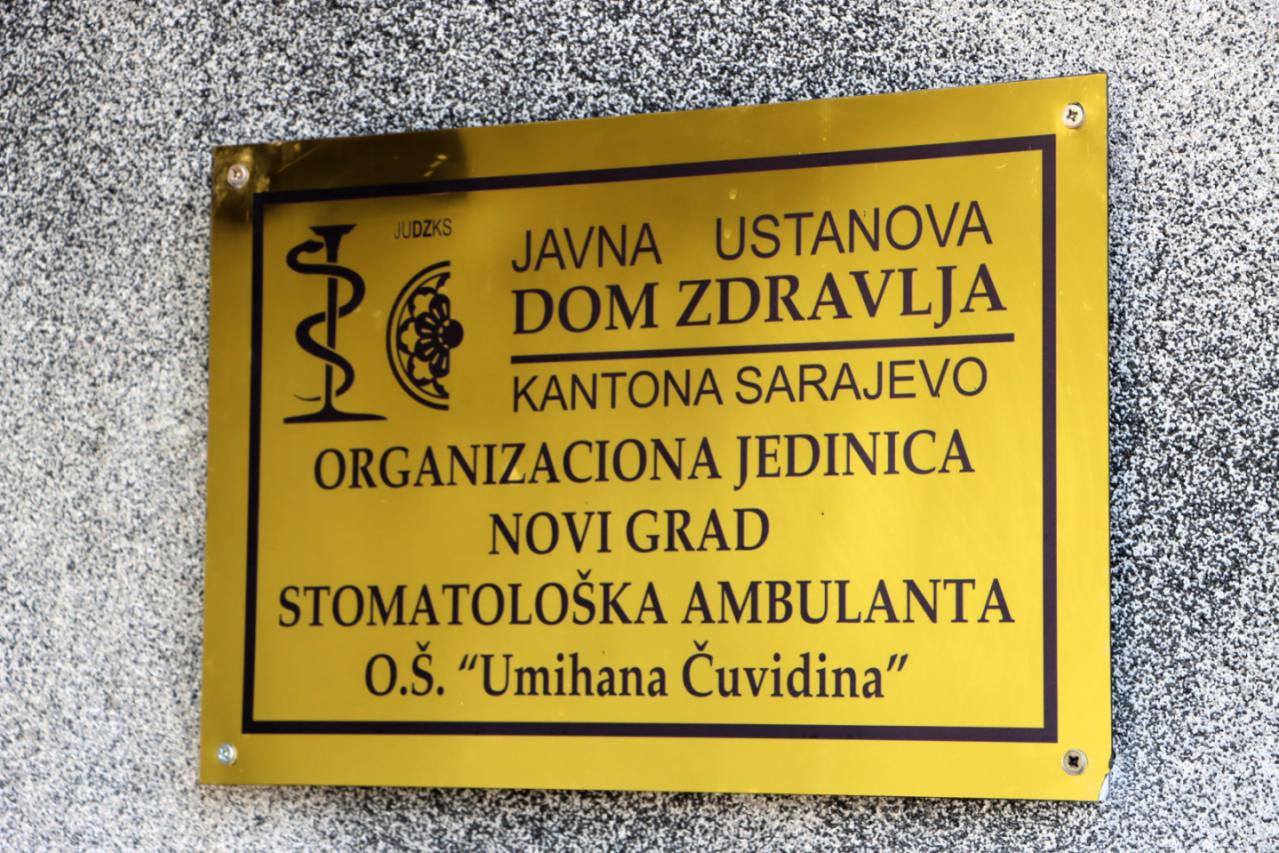 JUDZKS
JAVNA USTANOVA
DOM ZDRAVLJA
KANTONA SARAJEVO
ORGANIZACIONA JEDINICA
NOVI GRAD
STOMATOLOŠKA AMBULANTA
O.Š. “Umihana Čuvidina”